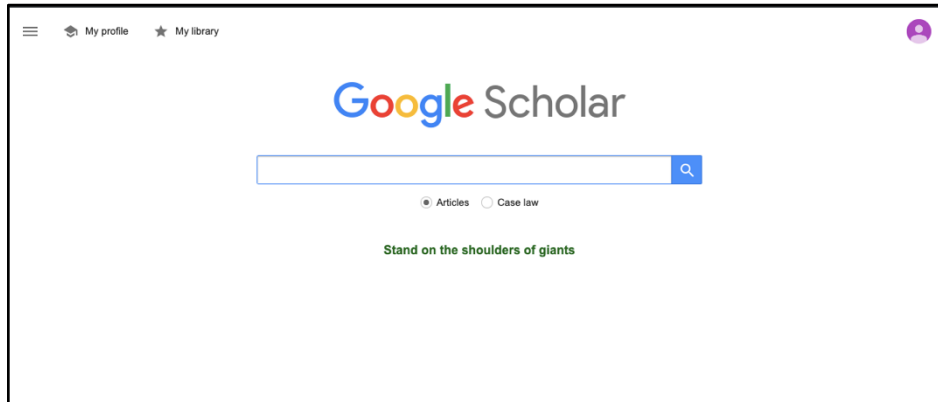 My profile My library
Google Scholar
Articles Case law
Stand on the shoulders of giants